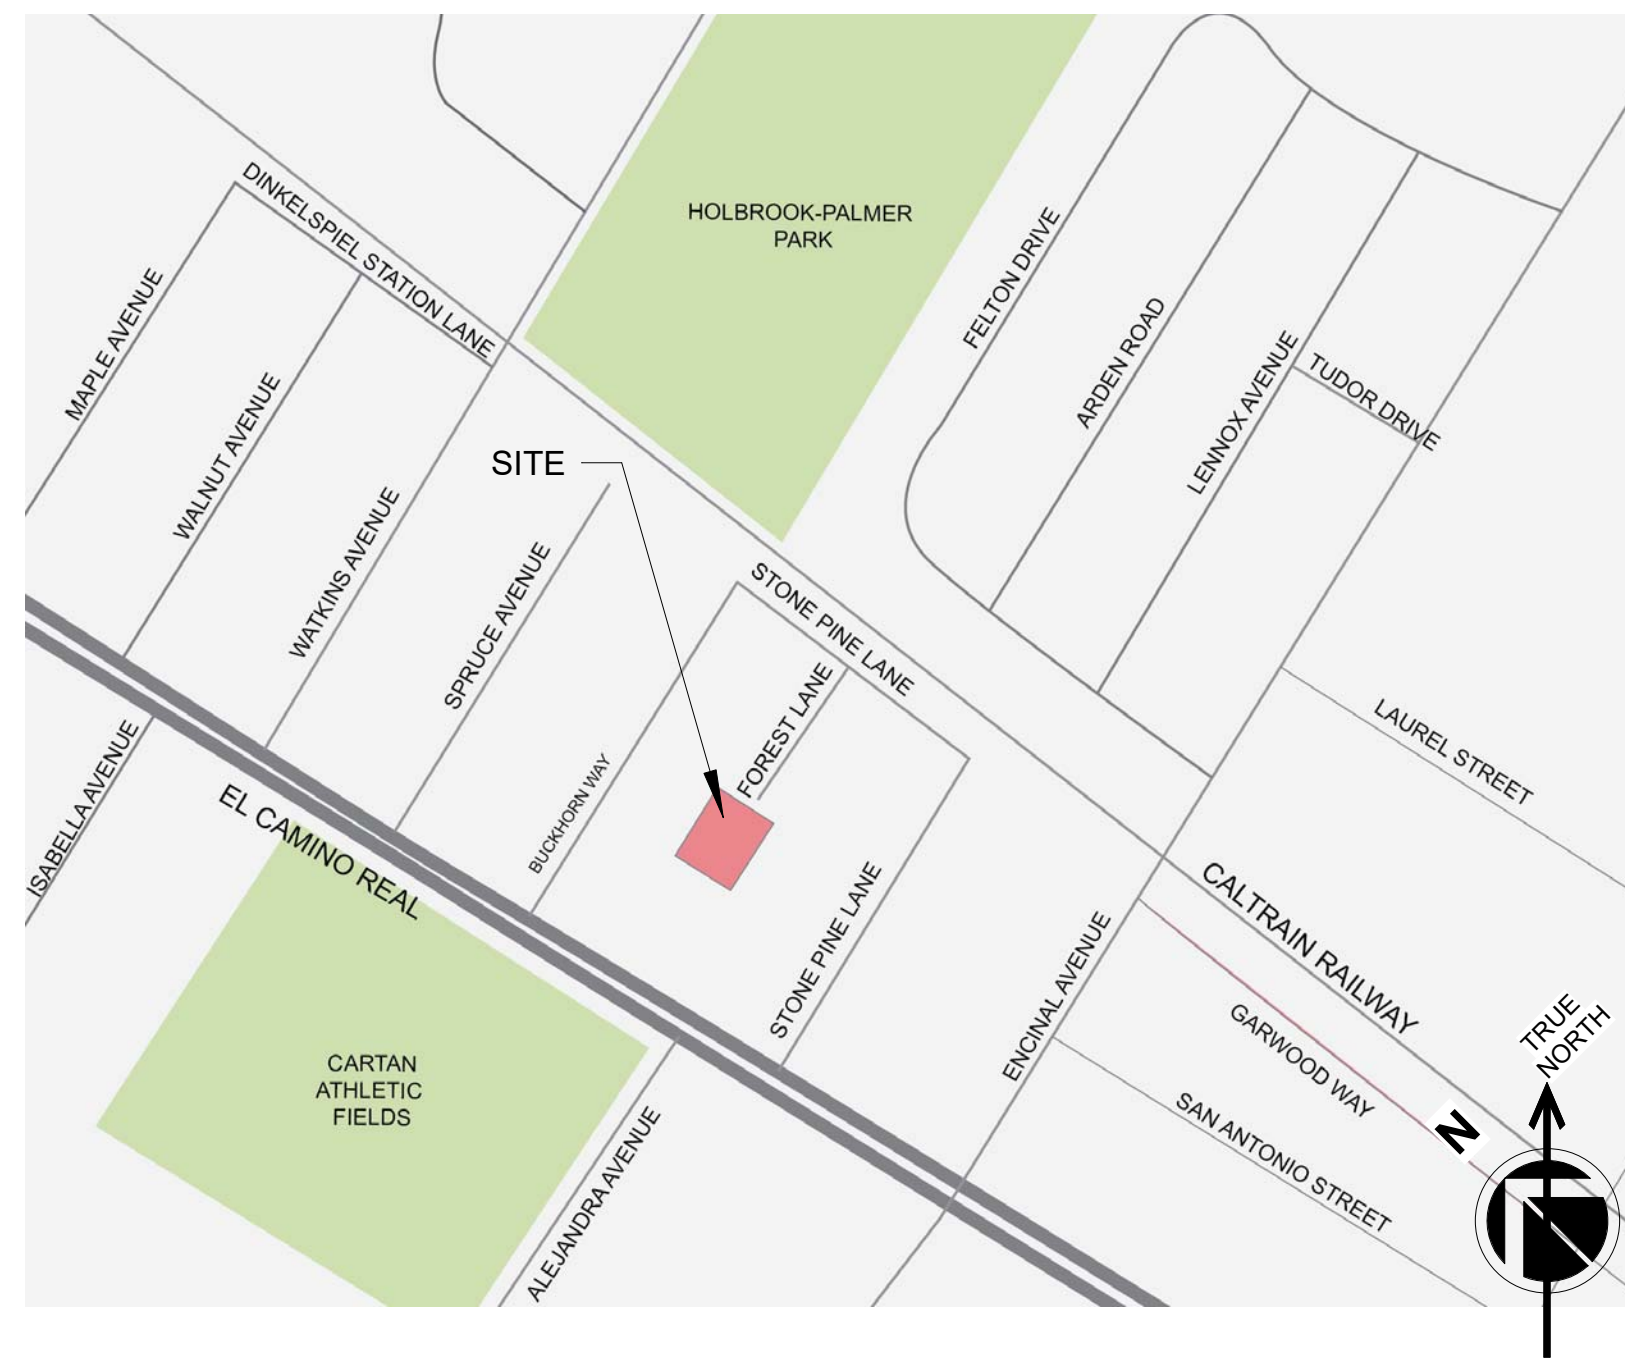 DINKELSPIEL STATION LANE
HOLBROOK-PALMER
PARK
FELTON DRIVE
MAPLE AVENUE
ARDEN ROAD
LENNOX AVENUE
TUDOR DRIVE
WALNUT AVENUE
SITE
WATKINS AVENUE
SPRUCE AVENUE
STONE PINE LANE
FOREST LANE
LAUREL STREET
ISABELLA AVENUE
EL CAMINO REAL
BUCKHORN WAY
STONE PINE LANE
CALTRAIN RAILWAY
ENCINAL AVENUE
GARWOOD WAY
TRUE
NORTH
CARTAN
ATHLETIC
FIELDS
N
SAN ANTONIO STREET
ALEJANDRA AVENUE